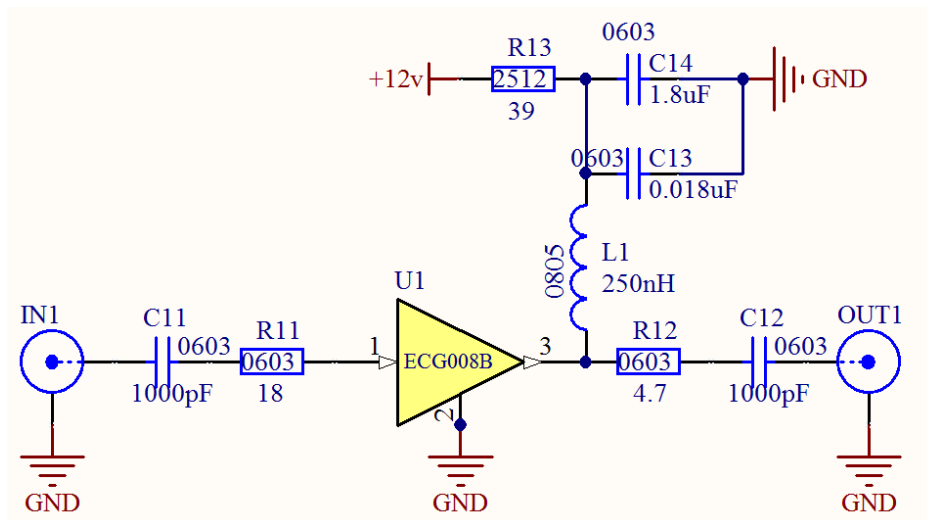 0603
R13
C14
+12v
2512
GND
39
1.8uF
0603
C13
0.018uF
0805
L1
250nH
U1
IN1
C11
R11
R12
C12
OUT1
0603
1
3
0603
0603
ECG008B
0603
1000pF
18
4.7
1000pF
2
GND
GND
GND